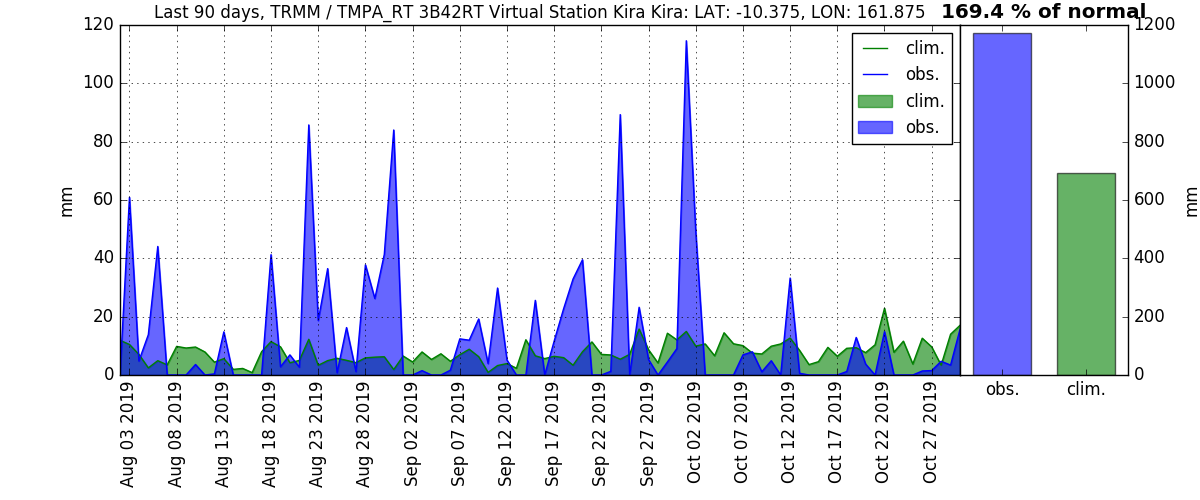 Last 90 days, TRMM / TMPA_RT 3B42RT Virtual Station Kira Kira: LAT: -10.375, LON: 161.875 169.4 % of normal
120
100
80
60
40
20
0
mm
clim.
obs.
clim.
obs.
1200
1000
800
600
400
200
0
mm
Aug 03 2019
Aug 08 2019
Aug 13 2019
Aug 18 2019
Aug 23 2019
Aug 28 2019
Sep 02 2019
Sep 07 2019
Sep 12 2019
Sep 17 2019
Sep 22 2019
Sep 27 2019
Oct 02 2019
Oct 07 2019
Oct 12 2019
Oct 17 2019
Oct 22 2019
Oct 27 2019
obs.
clim.